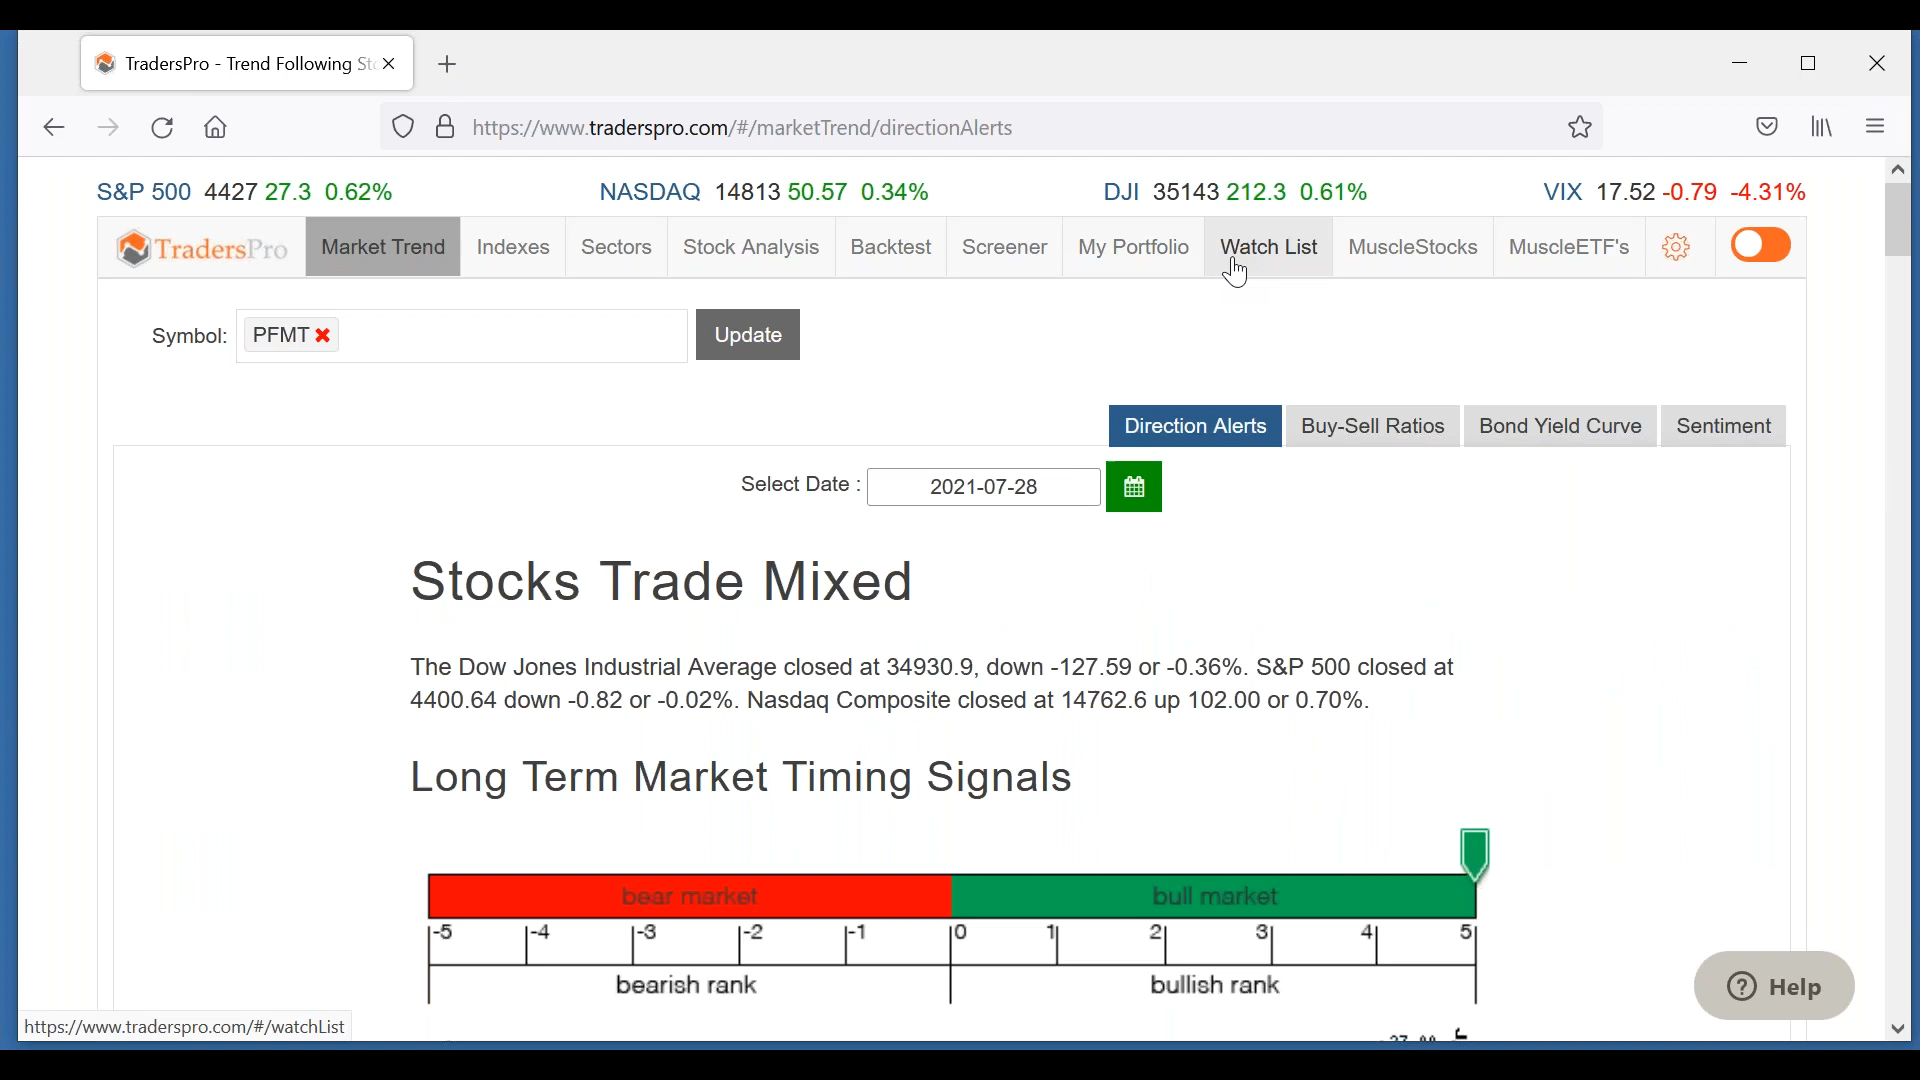 TradersPro - Trend Following St
https://www.traderspro.com/#/marketTrend/directionAlerts
S&P 500 4427 27.3 0.62% NASDAQ 14813 50.57 0.34% DJI 35143 212.3 0.61% VIX 17.52 -0.79 -4.31%
TradersPro Market Trend Indexes Sectors Stock Analysis Backtest Screener My Portfolio Watch List MuscleStocks MuscleETF's
Symbol: PFMT Update
Direction Alerts Buy-Sell Ratios Bond Yield Curve Sentiment
Select Date : 2021-07-28
Stocks Trade Mixed
The Dow Jones Industrial Average closed at 34930.9, down -127.59 or -0.36%. S&P 500 closed at
4400.64 down -0.82 or -0.02%. Nasdaq Composite closed at 14762.6 up 102.00 or 0.70%.
Long Term Market Timing Signals
bear market bull market
-5 -4 -3 -2 -1 0 1 2 3 4 5
bearish rank bullish rank
? Help
https://www.traderspro.com/#/watchList